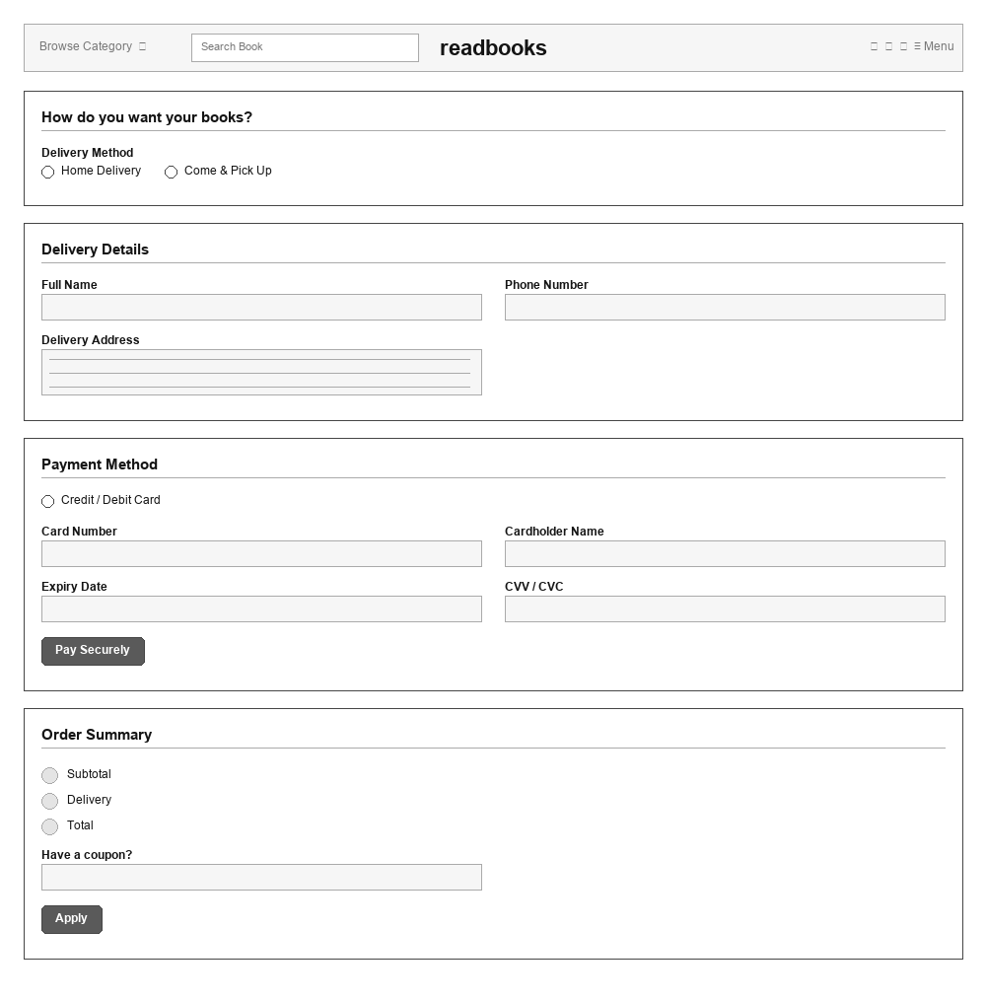 Browse Category
Search Book
readbooks
Menu
How do you want your books?
Delivery Method
Home Delivery
Come & Pick Up
Delivery Details
Full Name
Phone Number
Delivery Address
Payment Method
Credit / Debit Card
Card Number
Cardholder Name
Expiry Date
CVV / CVC
Pay Securely
Order Summary
Subtotal
Delivery
Total
Have a coupon?
Apply